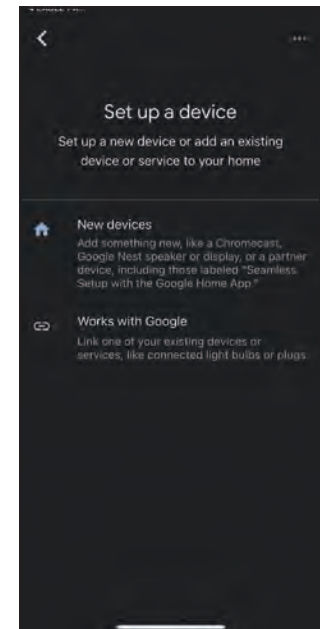 Set up a device
Set up a new device or add an existing
device or service to your home
New devices
Add something new, like a Chromecast,
Google Nest speaker or display, or a partner
device, including those labeled "Seamless
Setup with the Google Home App."
Works with Google
Link one of your existing devices or
services, like connected light bulbs or plugs.